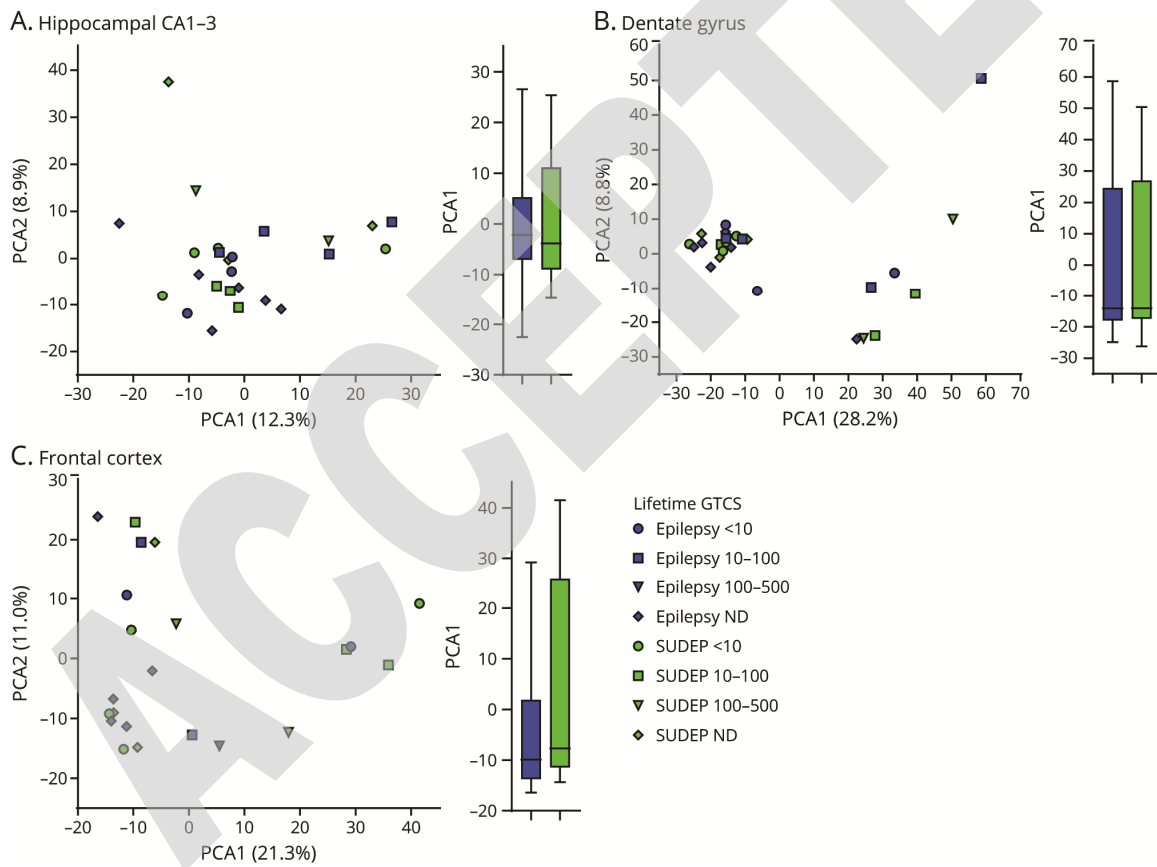 A. Hippocampal CA1–3
40
30
20
10
0
–10
–20
–30 –20 –10 0 10 20 30
PCA1 (12.3%)
PCA2 (8.9%)
30
20
10
0
–10
–20
–30
PCA1
B. Dentate gyrus
60
50
40
30
20
10
0
–10
–20
–30
–30 –20 –10 0 10 20 30 40 50 60 70
PCA1 (28.2%)
PCA2 (8.8%)
70
60
50
40
30
20
10
0
–10
–20
–30
PCA1
C. Frontal cortex
30
20
10
0
–10
–20
–20 –10 0 10 20 30 40
PCA1 (21.3%)
PCA2 (11.0%)
40
30
20
10
0
–10
–20
PCA1
Lifetime GTCS
Epilepsy <10
Epilepsy 10–100
Epilepsy 100–500
Epilepsy ND
SUDEP <10
SUDEP 10–100
SUDEP 100–500
SUDEP ND
ACCEPTE